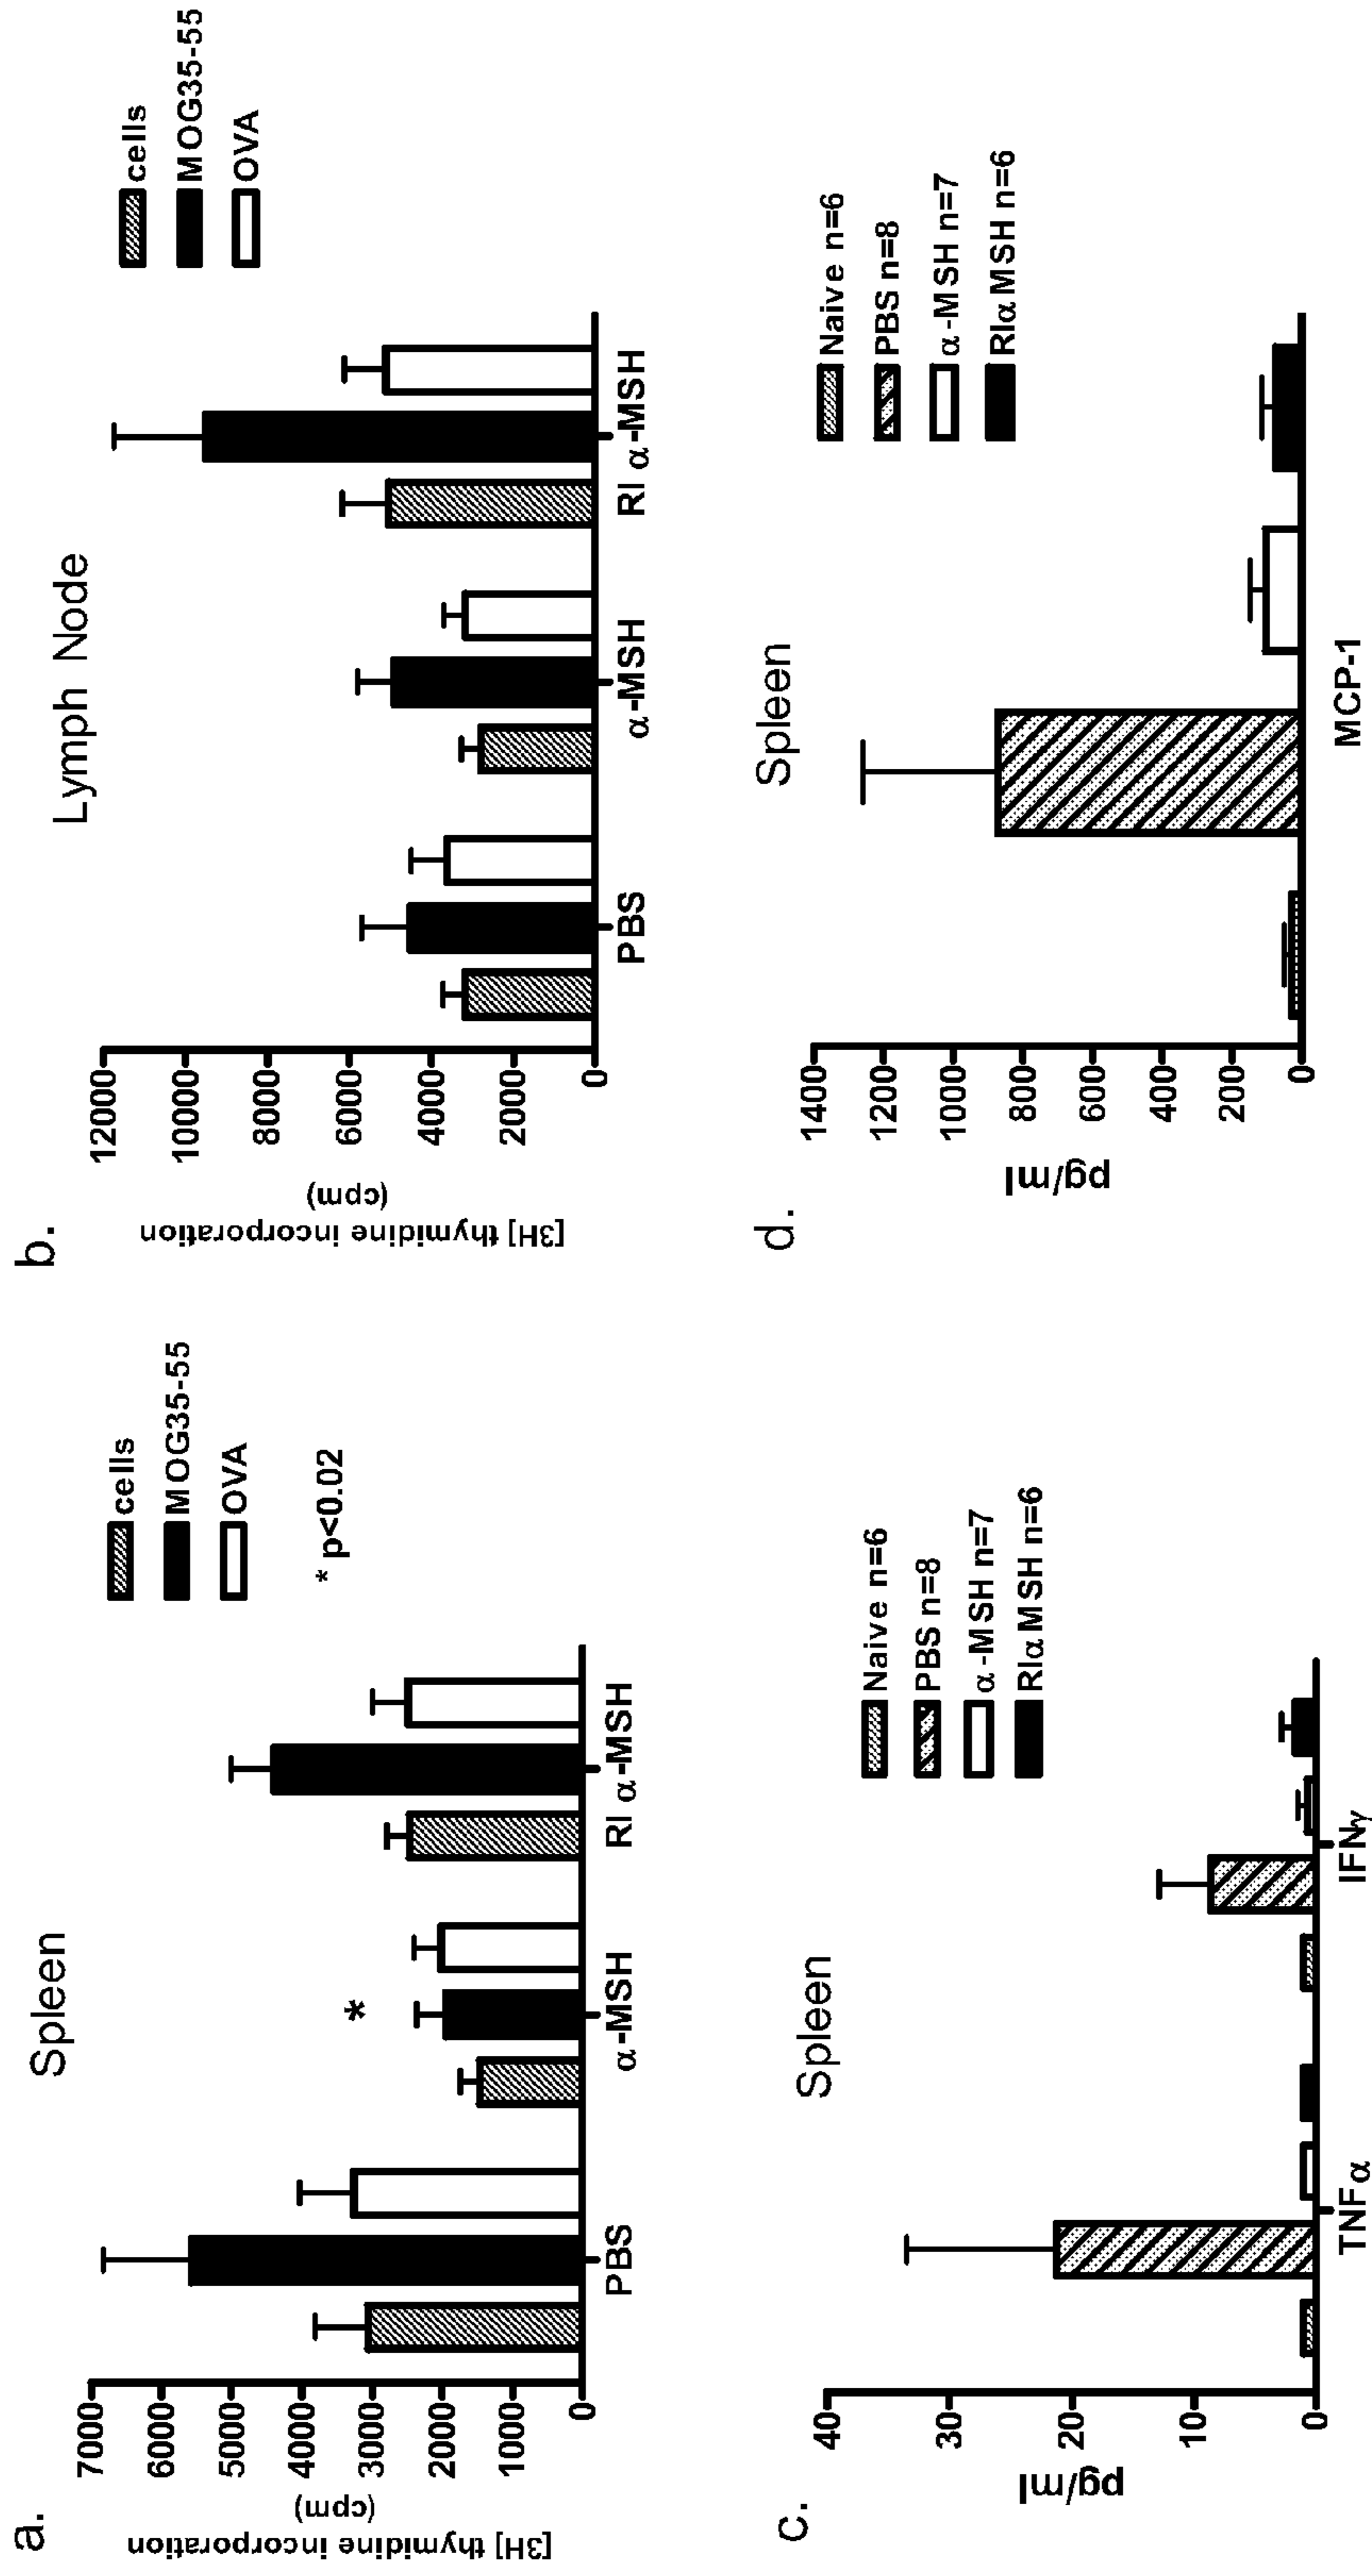 a.
Spleen
[3H] thymidine incorporation
(cpm)
7000
6000
5000
4000
3000
2000
1000
0
PBS
α-MSH
RI α-MSH
*
cells
MOG35-55
OVA
* p<0.02
b.
Lymph Node
[3H] thymidine incorporation
(cpm)
12000
10000
8000
6000
4000
2000
0
PBS
α-MSH
RI α-MSH
cells
MOG35-55
OVA
c.
Spleen
pg/ml
40
30
20
10
0
TNFα
IFNγ
Naive n=6
PBS n=8
α-MSH n=7
RIαMSH n=6
d.
Spleen
pg/ml
1400
1200
1000
800
600
400
200
0
MCP-1
Naive n=6
PBS n=8
α-MSH n=7
RIαMSH n=6